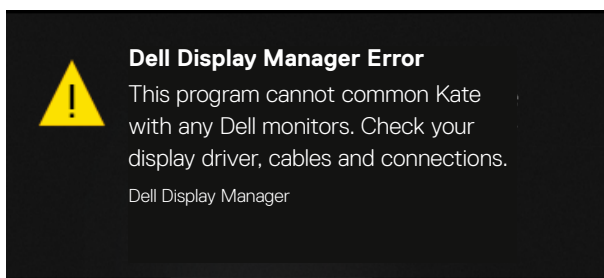 Dell Display Manager Error
This program cannot common Kate
with any Dell monitors. Check your
display driver, cables and connections.
Dell Display Manager